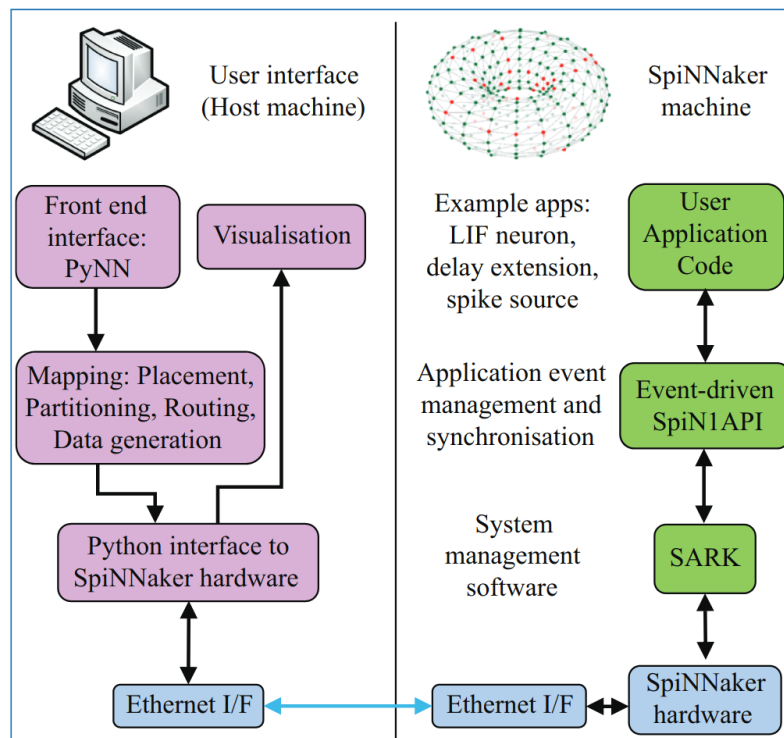 User interface
(Host machine)
SpiNNaker
machine
Front end
interface:
PyNN
Visualisation
Mapping: Placement,
Partitioning, Routing,
Data generation
Python interface to
SpiNNaker hardware
Ethernet I/F
Example apps:
LIF neuron,
delay extension,
spike source
User
Application
Code
Application event
management and
synchronisation
Event-driven
SpiN1API
System
management
software
SARK
Ethernet I/F
SpiNNaker
hardware